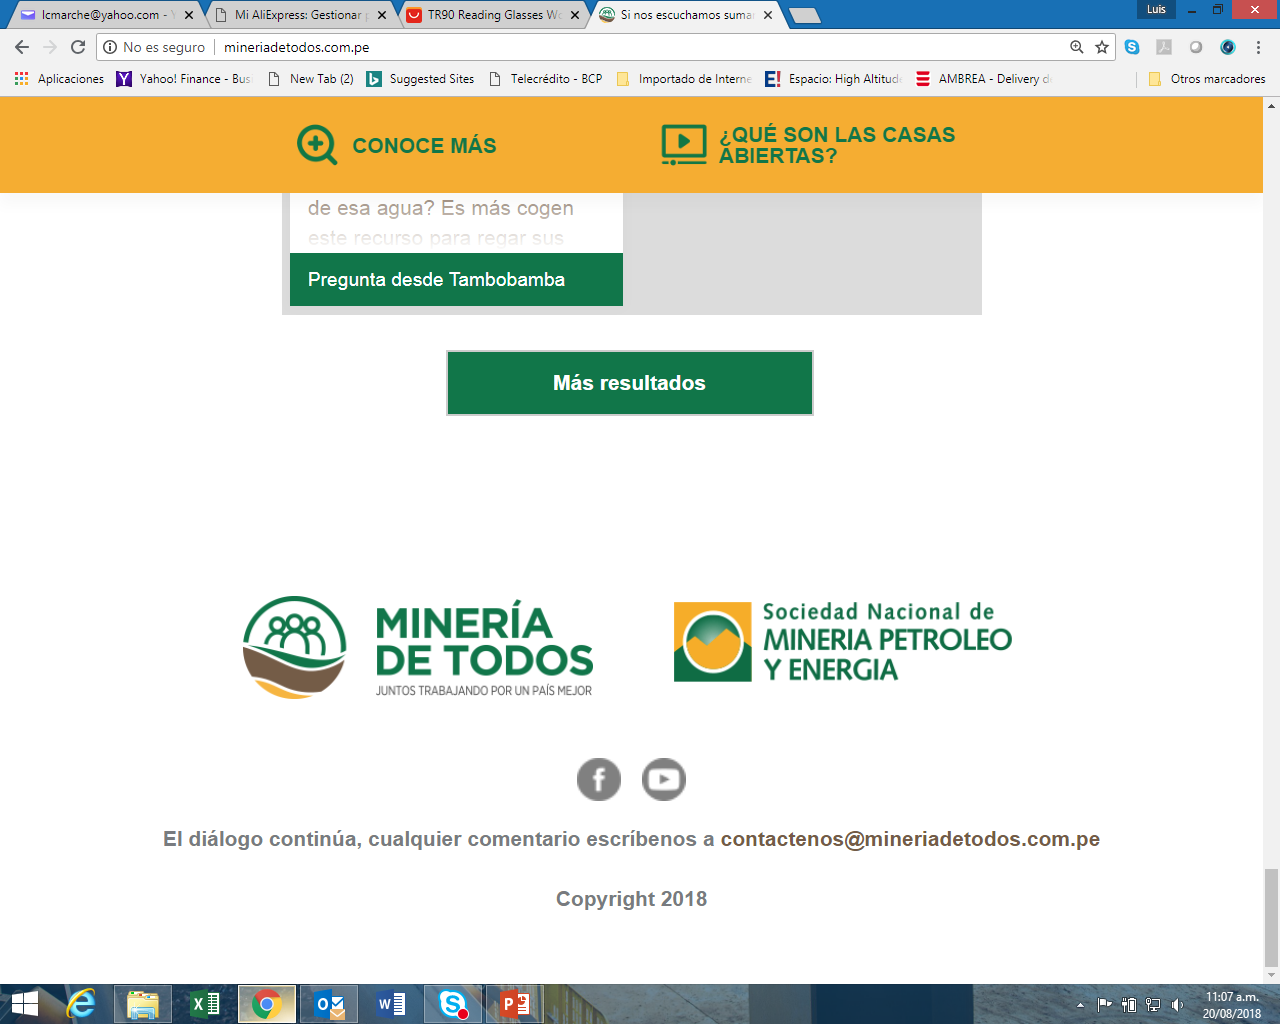 lcmarche@yahoo.com - Y
Mi AliExpress: Gestionar p
TR90 Reading Glasses Wo
Si nos escuchamos suma
Luis
No es seguro
mineriadetodos.com.pe
Aplicaciones
Yahoo! Finance - Busi
New Tab (2)
Suggested Sites
Telecrédito - BCP
Importado de Interne
Espacio: High Altitud
AMBREA - Delivery d
Otros marcadores
CONOCE MÁS
¿QUÉ SON LAS CASAS
ABIERTAS?
de esa agua? Es más cogen
este recurso para regar sus
Pregunta desde Tambobamba
Más resultados
MINERÍA
DE TODOS
JUNTOS TRABAJANDO POR UN PAÍS MEJOR
Sociedad Nacional de
MINERIA PETROLEO
Y ENERGIA
El diálogo continúa, cualquier comentario escríbenos a contactenos@mineriadetodos.com.pe
Copyright 2018
11:07 a.m.
20/08/2018